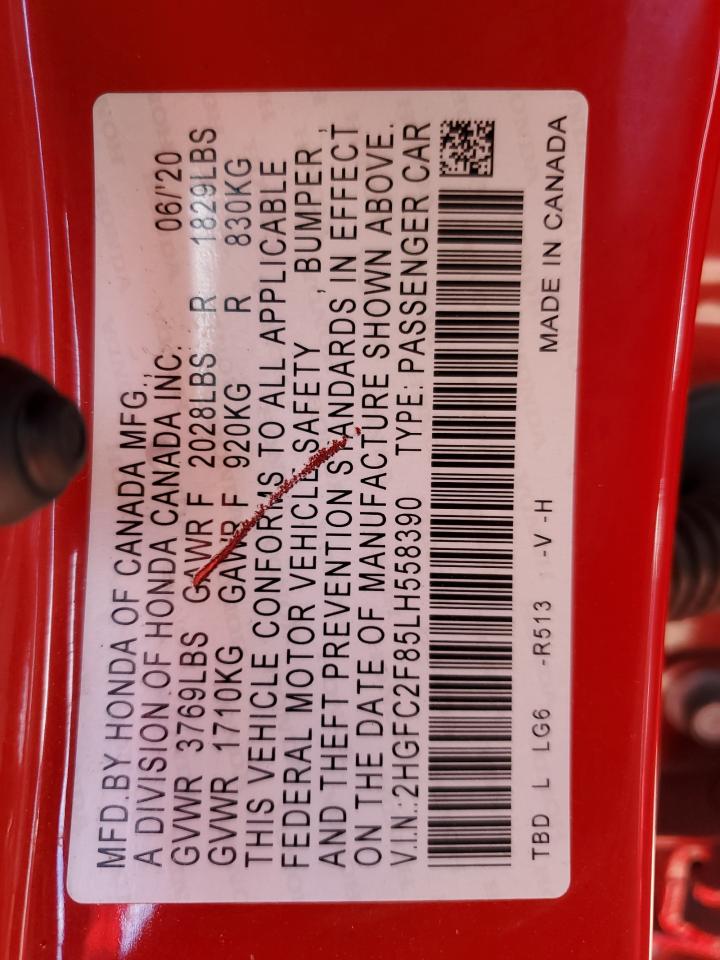 MFD.BY HONDA OF CANADA MFG., 06/'20
A DIVISION OF HONDA CANADA INC.
GVWR 3769LBS GAWR F 2028LBS R 1829LBS
GVWR 1710KG GAWR F 920KG R 830KG
THIS VEHICLE CONFORMS TO ALL APPLICABLE
FEDERAL MOTOR VEHICLE SAFETY , BUMPER ,
AND THEFT PREVENTION STANDARDS IN EFFECT
ON THE DATE OF MANUFACTURE SHOWN ABOVE.
V.I.N.:2HGFC2F85LH558390 TYPE: PASSENGER CAR
TBD L LG6 -R513 -V -H MADE IN CANADA